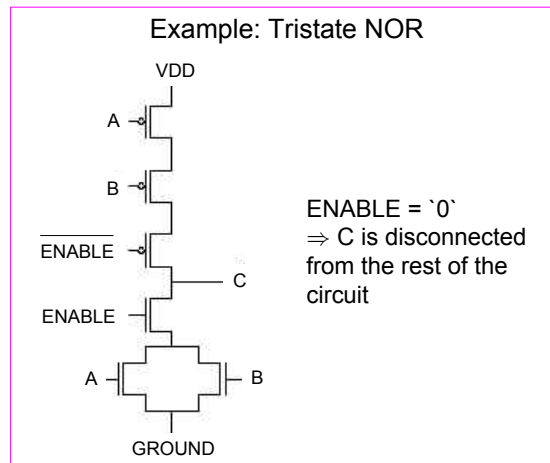 Example: Tristate NOR
VDD
A
B
ENABLE
C
ENABLE
A
B
GROUND
ENABLE = `0`
⇒ C is disconnected
from the rest of the
circuit